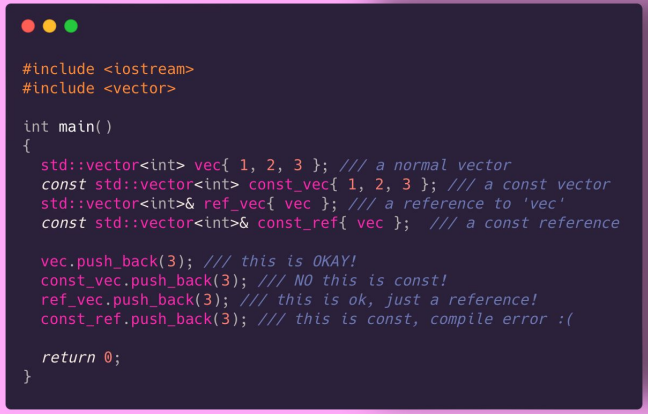 #include <iostream>
#include <vector>

int main()
{
  std::vector<int> vec{ 1, 2, 3 }; /// a normal vector
  const std::vector<int> const_vec{ 1, 2, 3 }; /// a const vector
  std::vector<int>& ref_vec{ vec }; /// a reference to 'vec'
  const std::vector<int>& const_ref{ vec };  /// a const reference

  vec.push_back(3); /// this is OKAY!
  const_vec.push_back(3); /// NO this is const!
  ref_vec.push_back(3); /// this is ok, just a reference!
  const_ref.push_back(3); /// this is const, compile error :(

  return 0;
}